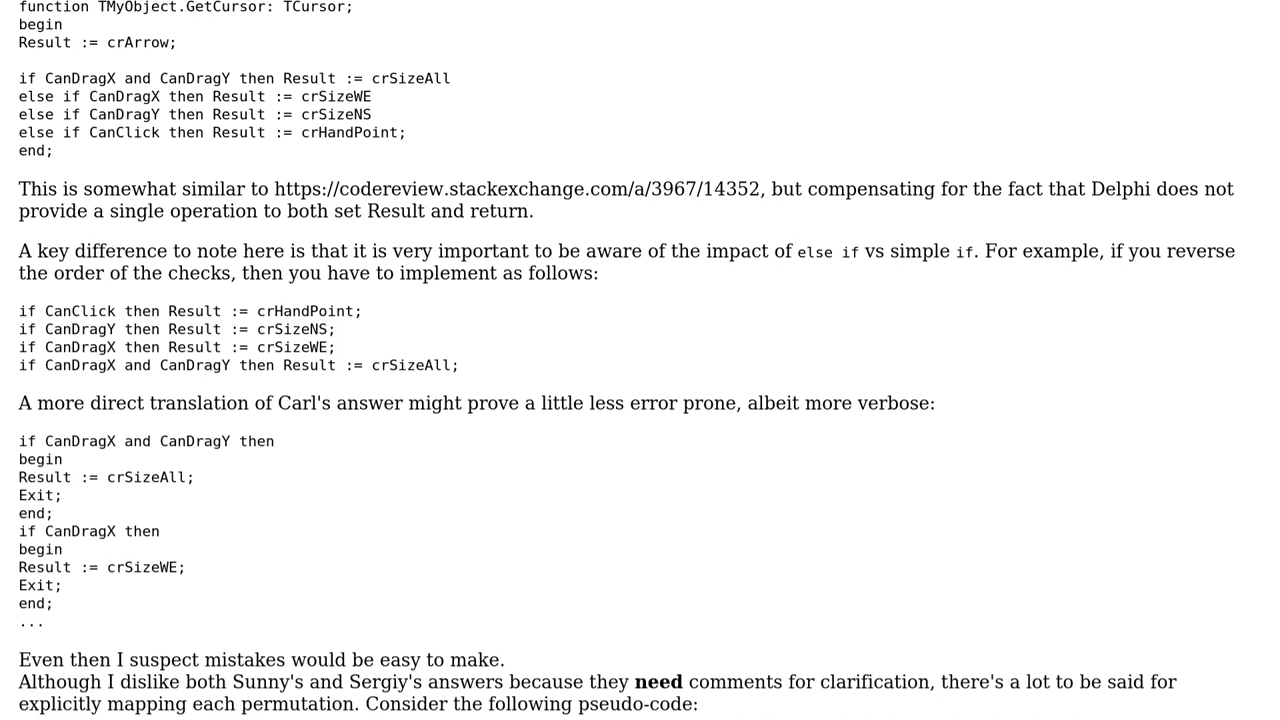 function TMyObject.GetCursor: TCursor;
begin
Result := crArrow;
if CanDragX and CanDragY then Result := crSizeAll
else if CanDragX then Result := crSizeWE
else if CanDragY then Result := crSizeNS
else if CanClick then Result := crHandPoint;
end;
This is somewhat similar to https://codereview.stackexchange.com/a/3967/14352, but compensating for the fact that Delphi does not
provide a single operation to both set Result and return.
A key difference to note here is that it is very important to be aware of the impact of else if vs simple if. For example, if you reverse
the order of the checks, then you have to implement as follows:
if CanClick then Result := crHandPoint;
if CanDragY then Result := crSizeNS;
if CanDragX then Result := crSizeWE;
if CanDragX and CanDragY then Result := crSizeAll;
A more direct translation of Carl's answer might prove a little less error prone, albeit more verbose:
if CanDragX and CanDragY then
begin
Result := crSizeAll;
Exit;
end;
if CanDragX then
begin
Result := crSizeWE;
Exit;
end;
...
Even then I suspect mistakes would be easy to make.
Although I dislike both Sunny's and Sergiy's answers because they need comments for clarification, there's a lot to be said for
explicitly mapping each permutation. Consider the following pseudo-code: